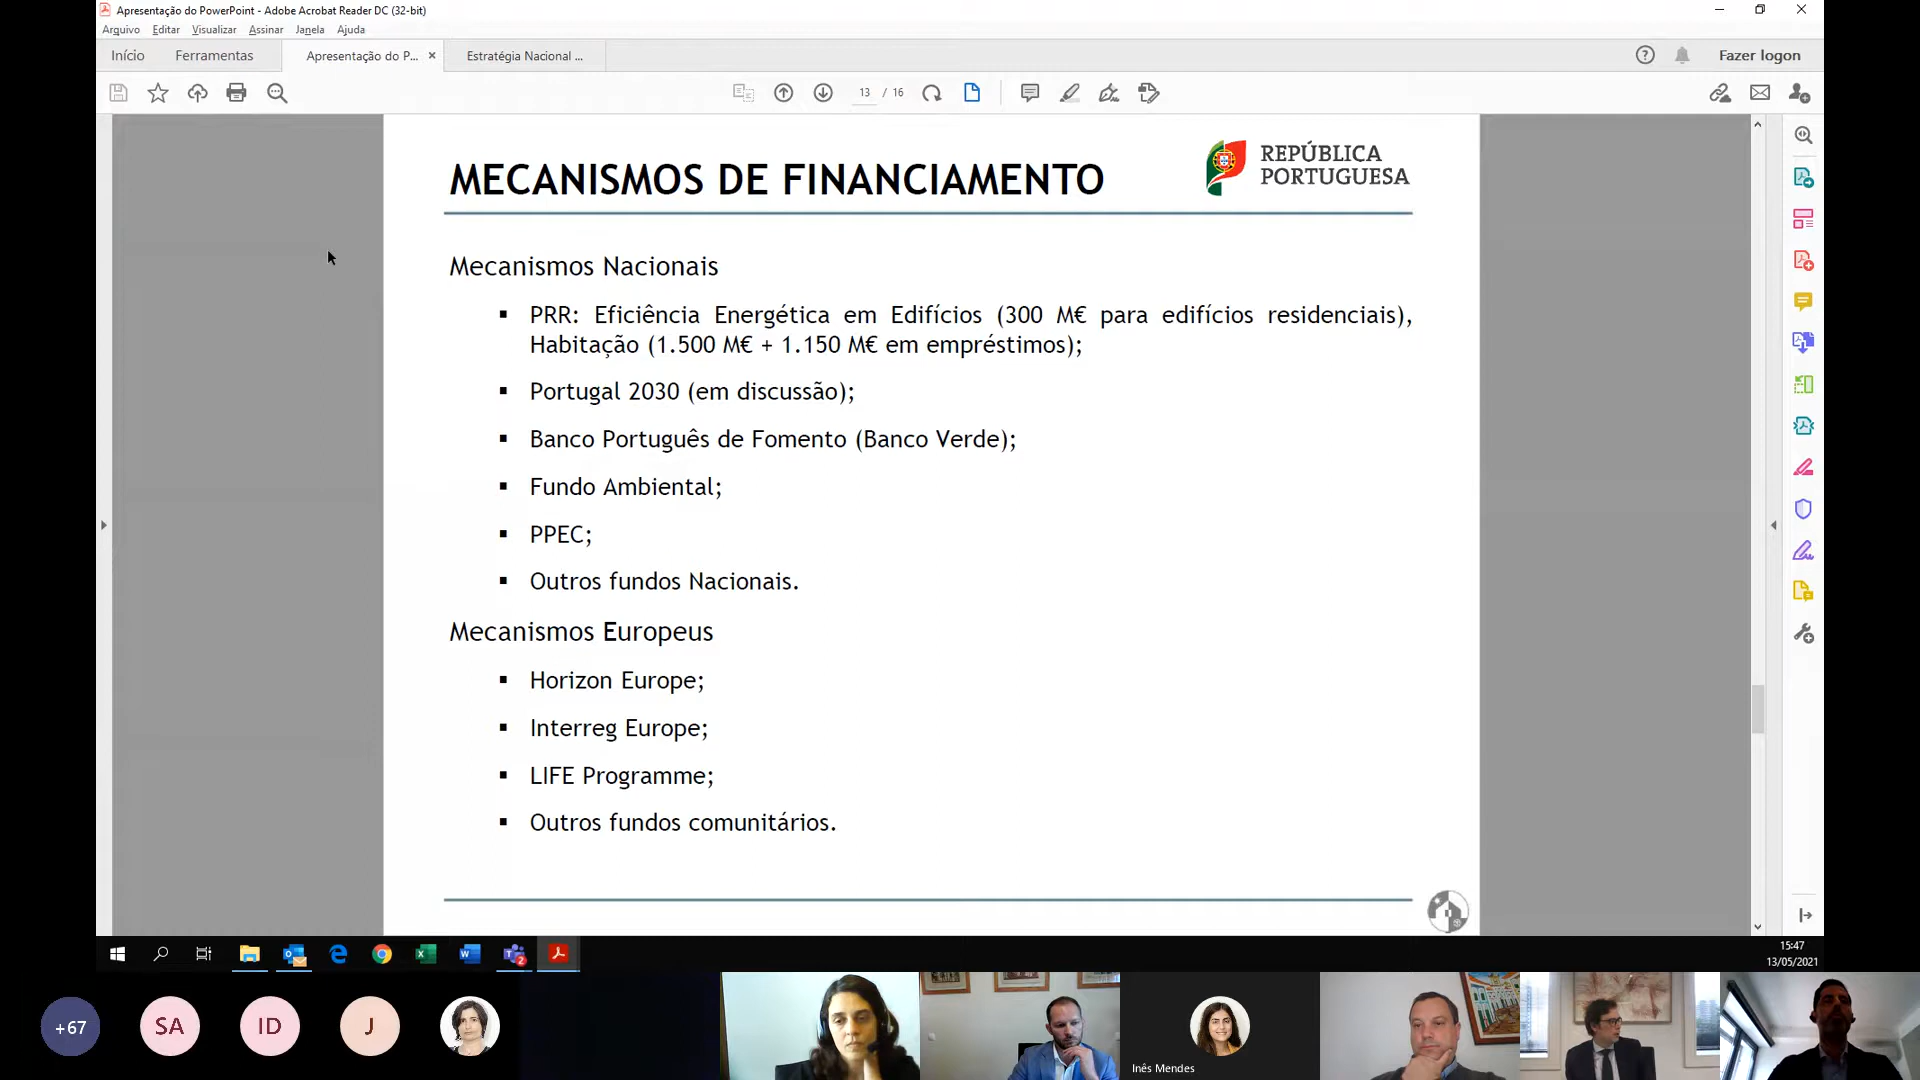 Apresentação do PowerPoint - Adobe Acrobat Reader DC (32-bit)
Arquivo Editar Visualizar Assinar Janela Ajuda
Início Ferramentas Apresentação do P... × Estratégia Nacional ... Fazer logon
13 / 16
MECANISMOS DE FINANCIAMENTO
REPÚBLICA
PORTUGUESA
Mecanismos Nacionais
▪ PRR: Eficiência Energética em Edifícios (300 M€ para edifícios residenciais),
Habitação (1.500 M€ + 1.150 M€ em empréstimos);
▪ Portugal 2030 (em discussão);
▪ Banco Português de Fomento (Banco Verde);
▪ Fundo Ambiental;
▪ PPEC;
▪ Outros fundos Nacionais.
Mecanismos Europeus
▪ Horizon Europe;
▪ Interreg Europe;
▪ LIFE Programme;
▪ Outros fundos comunitários.
15:47
13/05/2021
+67 SA ID J
Inês Mendes